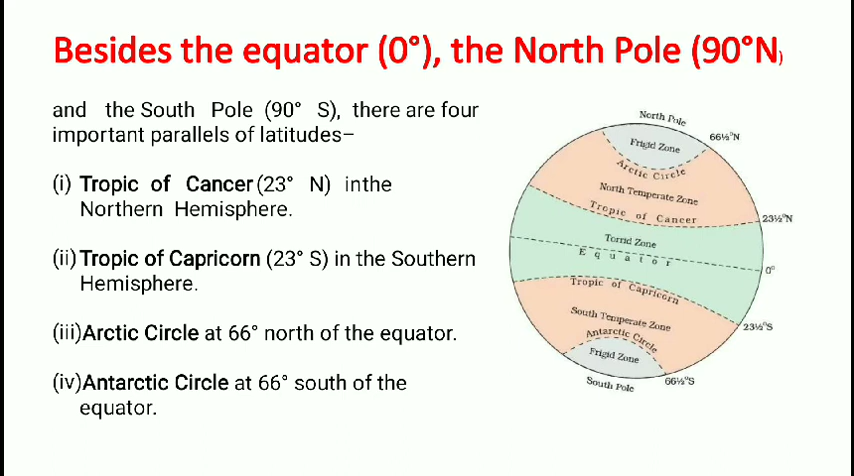 Besides the equator (0°), the North Pole (90°N)
and the South Pole (90° S), there are four
important parallels of latitudes–
(i) Tropic of Cancer (23° N) inthe
Northern Hemisphere.
(ii) Tropic of Capricorn (23° S) in the Southern
Hemisphere.
(iii)Arctic Circle at 66° north of the equator.
(iv)Antarctic Circle at 66° south of the
equator.
North Pole
66½°N
Frigid Zone
Arctic Circle
North Temperate Zone
Tropic of Cancer
23½°N
Torrid Zone
Equator
0°
Tropic of Capricorn
South Temperate Zone
23½°S
Antarctic Circle
Frigid Zone
66½°S
South Pole